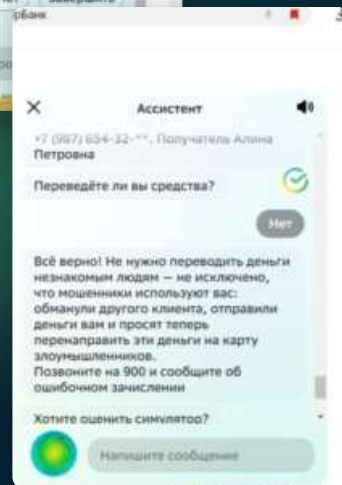 рБанк
Ассистент
+7 (987) 654-32-**, Получатель Алина
Петровна
Переведёте ли вы средства?
Нет
Всё верно! Не нужно переводить деньги
незнакомым людям — не исключено,
что мошенники используют вас:
обманули другого клиента, отправили
деньги вам и просят теперь
перенаправить эти деньги на карту
злоумышленников.
Позвоните на 900 и сообщите об
ошибочном зачислении
Хотите оценить симулятор?
Напишите сообщение